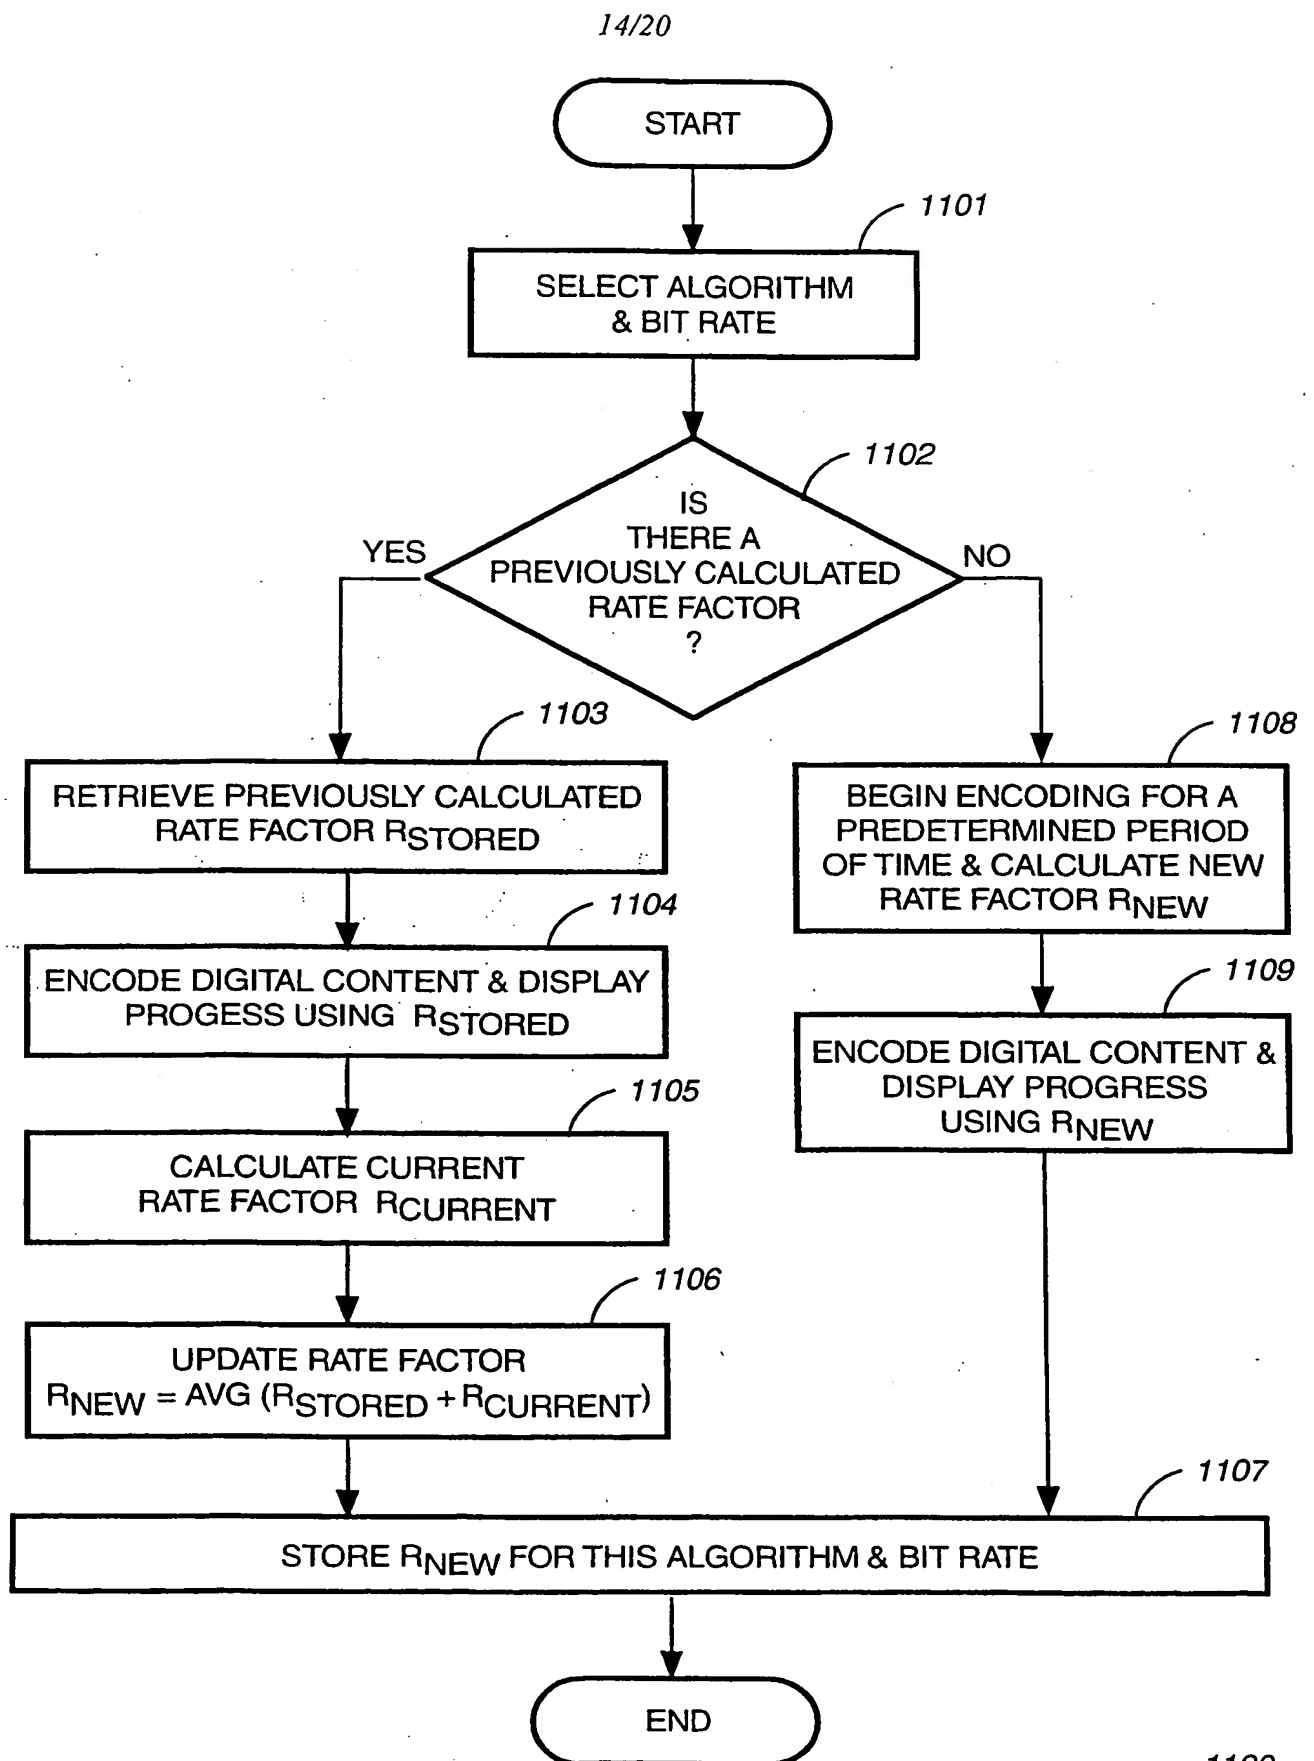 14/20
START
1101
SELECT ALGORITHM
& BIT RATE
1102
IS
THERE A
PREVIOUSLY CALCULATED
RATE FACTOR
?
YES
NO
1103
RETRIEVE PREVIOUSLY CALCULATED
RATE FACTOR RSTORED
1104
ENCODE DIGITAL CONTENT & DISPLAY
PROGESS USING RSTORED
1105
CALCULATE CURRENT
RATE FACTOR RCURRENT
1106
UPDATE RATE FACTOR
RNEW = AVG (RSTORED + RCURRENT)
1108
BEGIN ENCODING FOR A
PREDETERMINED PERIOD
OF TIME & CALCULATE NEW
RATE FACTOR RNEW
1109
ENCODE DIGITAL CONTENT &
DISPLAY PROGRESS
USING RNEW
1107
STORE RNEW FOR THIS ALGORITHM & BIT RATE
END